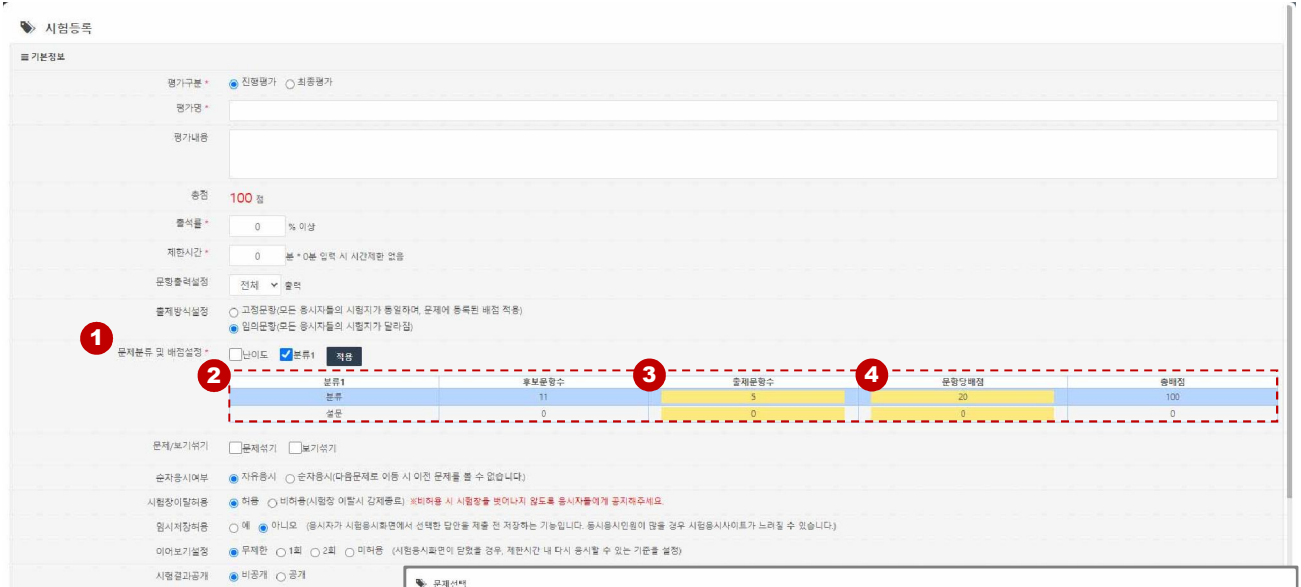 시험등록
기본정보
평가구분 * 진행평가 최종평가
평가명 *
평가내용
총점 100 점
출석률 * 0 % 이상
제한시간 * 0 분 * 0분 입력 시 시간제한 없음
문항출력설정 전체 출력
출제방식설정 고정문항(모든 응시자들의 시험지가 동일하며, 문제에 등록된 배점 적용)
임의문항(모든 응시자들의 시험지가 달라짐)
1
문제분류 및 배점설정 * 난이도 분류1 적용
2 3 4
분류1 후보문항수 출제문항수 문항당배점 총배점
분류 11 5 20 100
설문 0 0 0 0
문제/보기섞기 문제섞기 보기섞기
순차응시여부 자유응시 순차응시(다음문제로 이동 시 이전 문제를 볼 수 없습니다)
시험장이탈허용 허용 비허용(시험장 이탈시 강제종료) ※비허용 시 시험창을 벗어나지 않도록 응시자들에게 공지해주세요.
임시저장허용 예 아니오 (응시자가 시험응시화면에서 선택한 답안을 제출 전 저장하는 기능입니다. 동시응시인원이 많을 경우 시험응시사이트가 느려질 수 있습니다.)
이어보기설정 무제한 1회 2회 미허용 (시험응시화면이 닫혔을 경우, 제한시간 내 다시 응시할 수 있는 기준을 설정)
시험결과공개 비공개 공개
문제선택